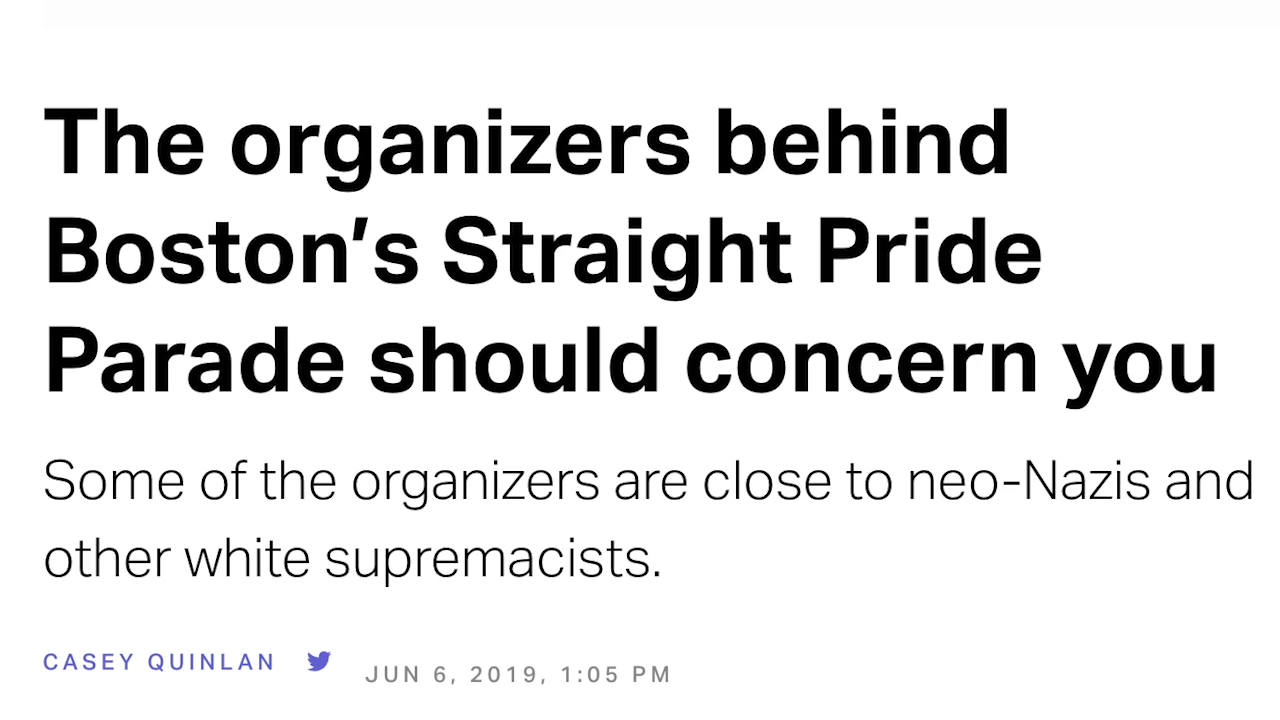 The organizers behind
Boston’s Straight Pride
Parade should concern you
Some of the organizers are close to neo-Nazis and
other white supremacists.
CASEY QUINLAN
JUN 6, 2019, 1:05 PM